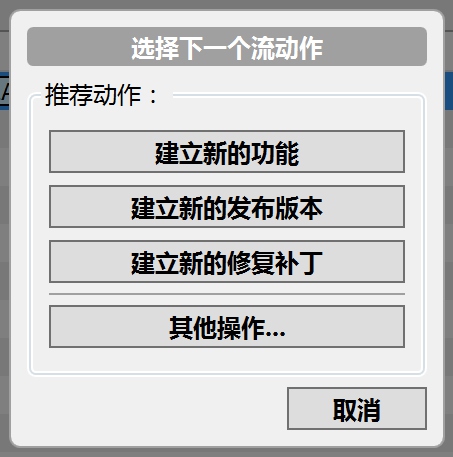 选择下一个流动作
推荐动作：
建立新的功能
建立新的发布版本
建立新的修复补丁
其他操作...
取消